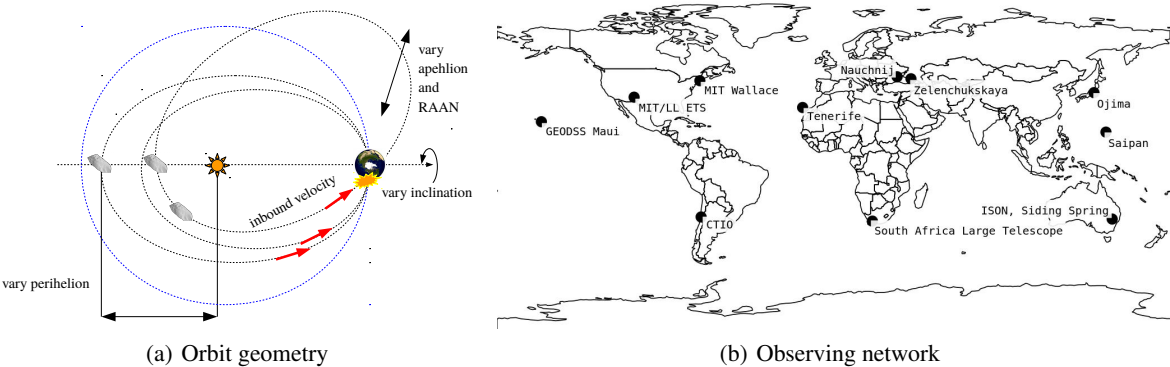 vary
apehlion
and
RAAN
inbound velocity
vary inclination
vary perihelion
(a) Orbit geometry
Nauchnij
MIT Wallace
Zelenchukskaya
MIT/LL ETS
Ojima
Tenerife
GEODSS Maui
Saipan
ISON, Siding Spring
CTIO
South Africa Large Telescope
(b) Observing network